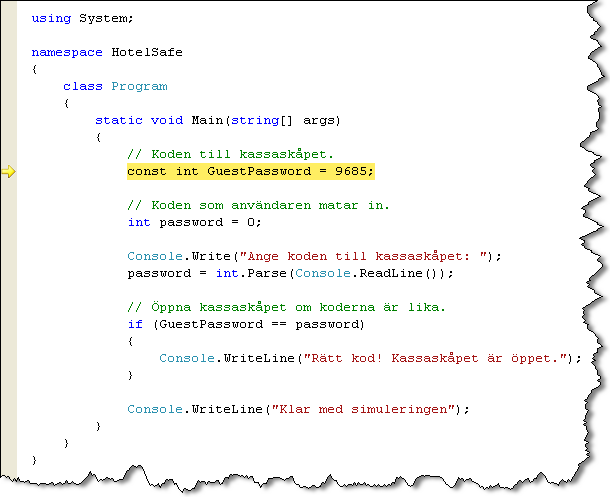 using System;
namespace HotelSafe
{
class Program
{
static void Main(string[] args)
{
// Koden till kassaskåpet.
const int GuestPassword = 9685;
// Koden som användaren matar in.
int password = 0;
Console.Write("Ange koden till kassaskåpet: ");
password = int.Parse(Console.ReadLine());
// Öppna kassaskåpet om koderna är lika.
if (GuestPassword == password)
{
Console.WriteLine("Rätt kod! Kassaskåpet är öppet.");
}
Console.WriteLine("Klar med simuleringen");
}
}
}